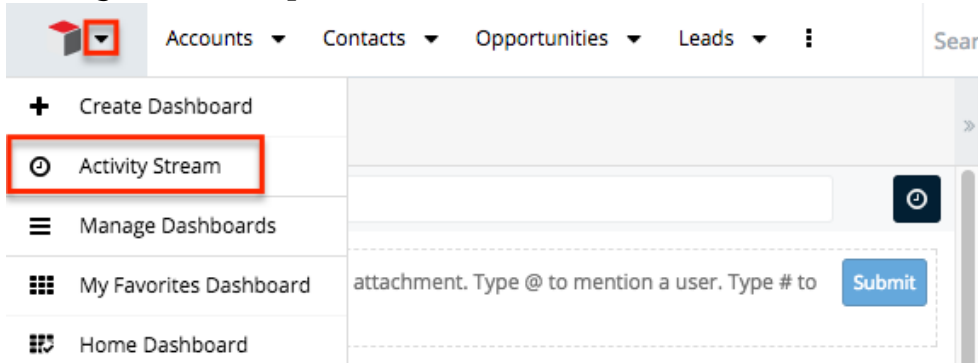 Accounts Contacts Opportunities Leads Sear
Create Dashboard
Activity Stream
Manage Dashboards
My Favorites Dashboard attachment. Type @ to mention a user. Type # to Submit
Home Dashboard